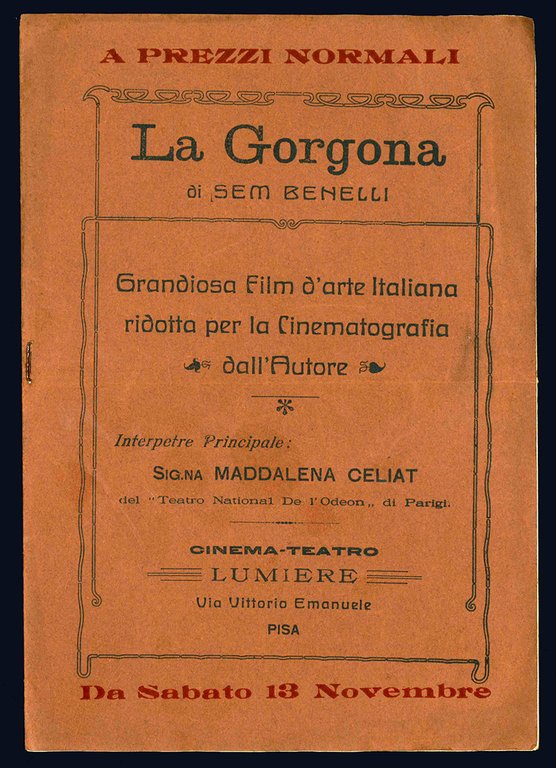 A PREZZI NORMALI
La Gorgona
di SEM BENELLI
Grandiosa Film d'arte Italiana
ridotta per la Cinematografia
dall'Autore
Interpetre Principale:
SIG.NA MADDALENA CELIAT
del "Teatro National De l'Odeon„ di Parigi.
CINEMA-TEATRO
LUMIERE
Via Vittorio Emanuele
PISA
Da Sabato 13 Novembre